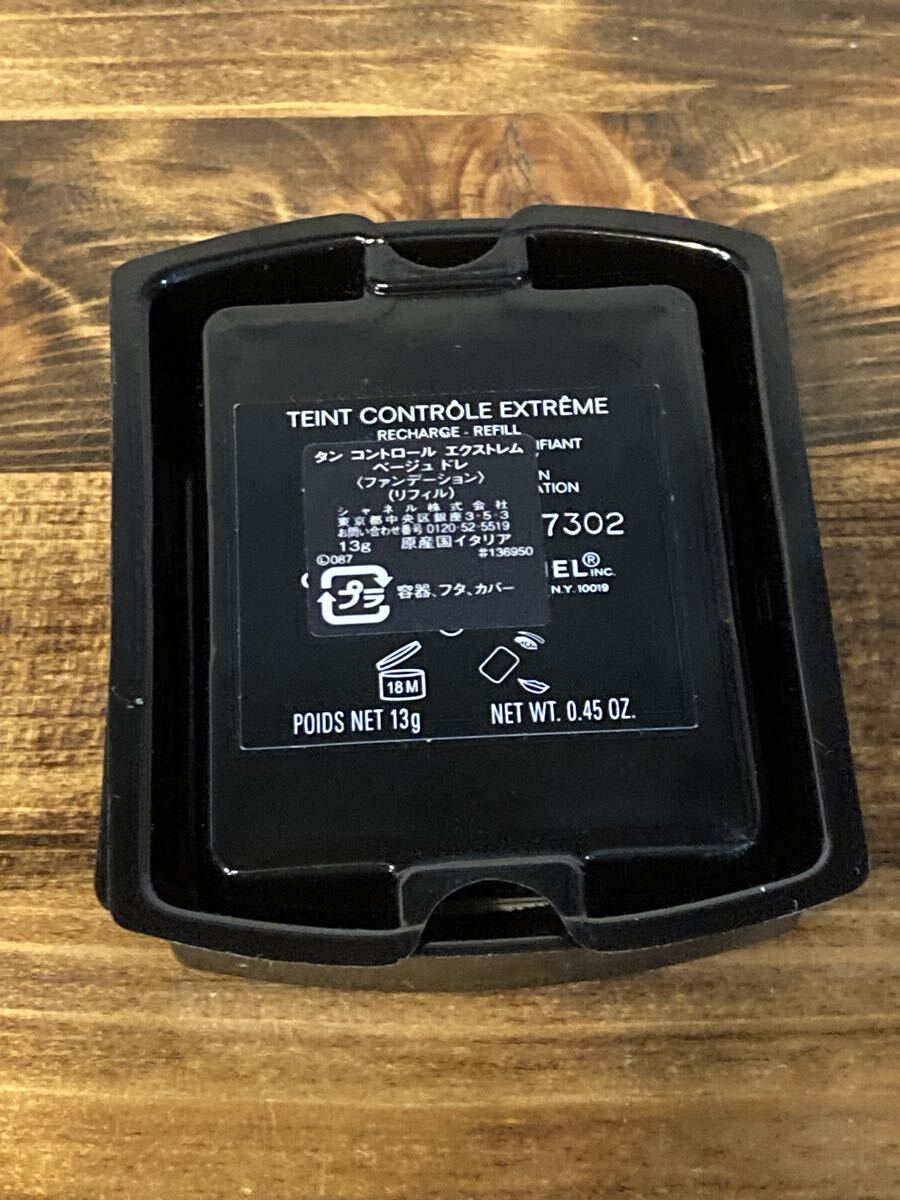 TEINT CONTRÔLE EXTRÊME
RECHARGE - REFILL
タン コントロール エクストレム
ベージュ ドレ
〈ファンデーション〉
(リフィル)
シャネル株式会社
東京都中央区銀座3-5-3
お問い合わせ番号 0120-52-5519
13g 原産国イタリア
©087 #136950
プラ 容器、フタ、カバー
7302
INC.
N.Y. 10019
18M
POIDS NET 13g NET WT. 0.45 OZ.